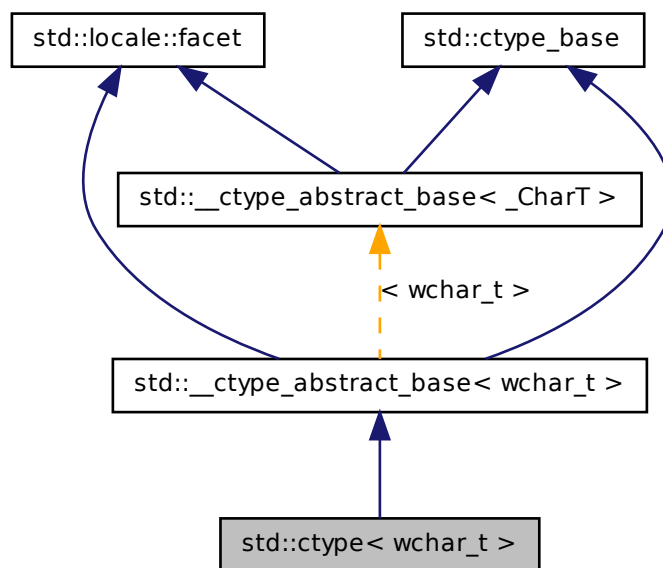 std::locale::facet
std::ctype_base
std::__ctype_abstract_base< _CharT >
< wchar_t >
std::__ctype_abstract_base< wchar_t >
std::ctype< wchar_t >